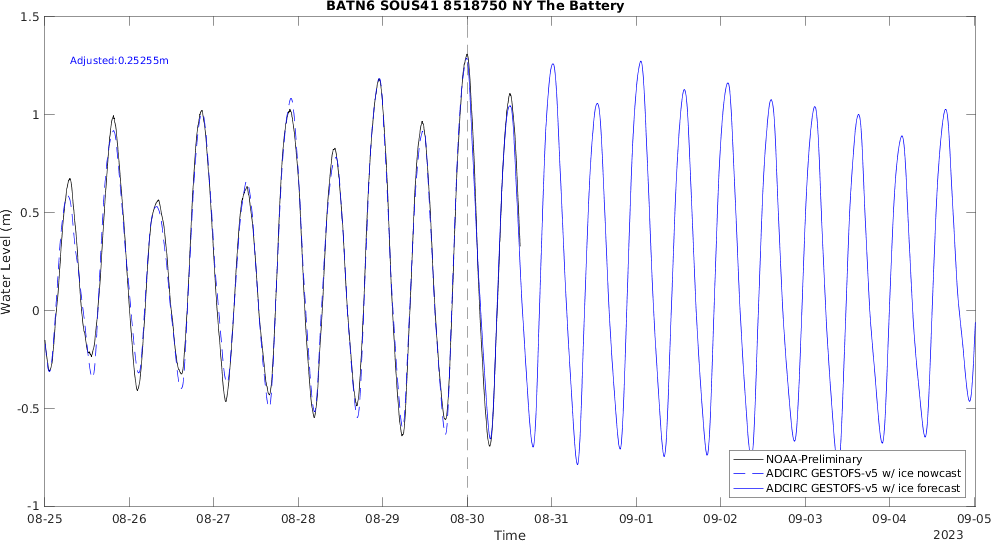 BATN6 SOUS41 8518750 NY The Battery
1.5
Adjusted:0.25255m
1
0.5
0
-0.5
-1
Water Level (m)
NOAA-Preliminary
ADCIRC GESTOFS-v5 w/ ice nowcast
ADCIRC GESTOFS-v5 w/ ice forecast
08-25 08-26 08-27 08-28 08-29 08-30 08-31 09-01 09-02 09-03 09-04 09-05
Time
2023